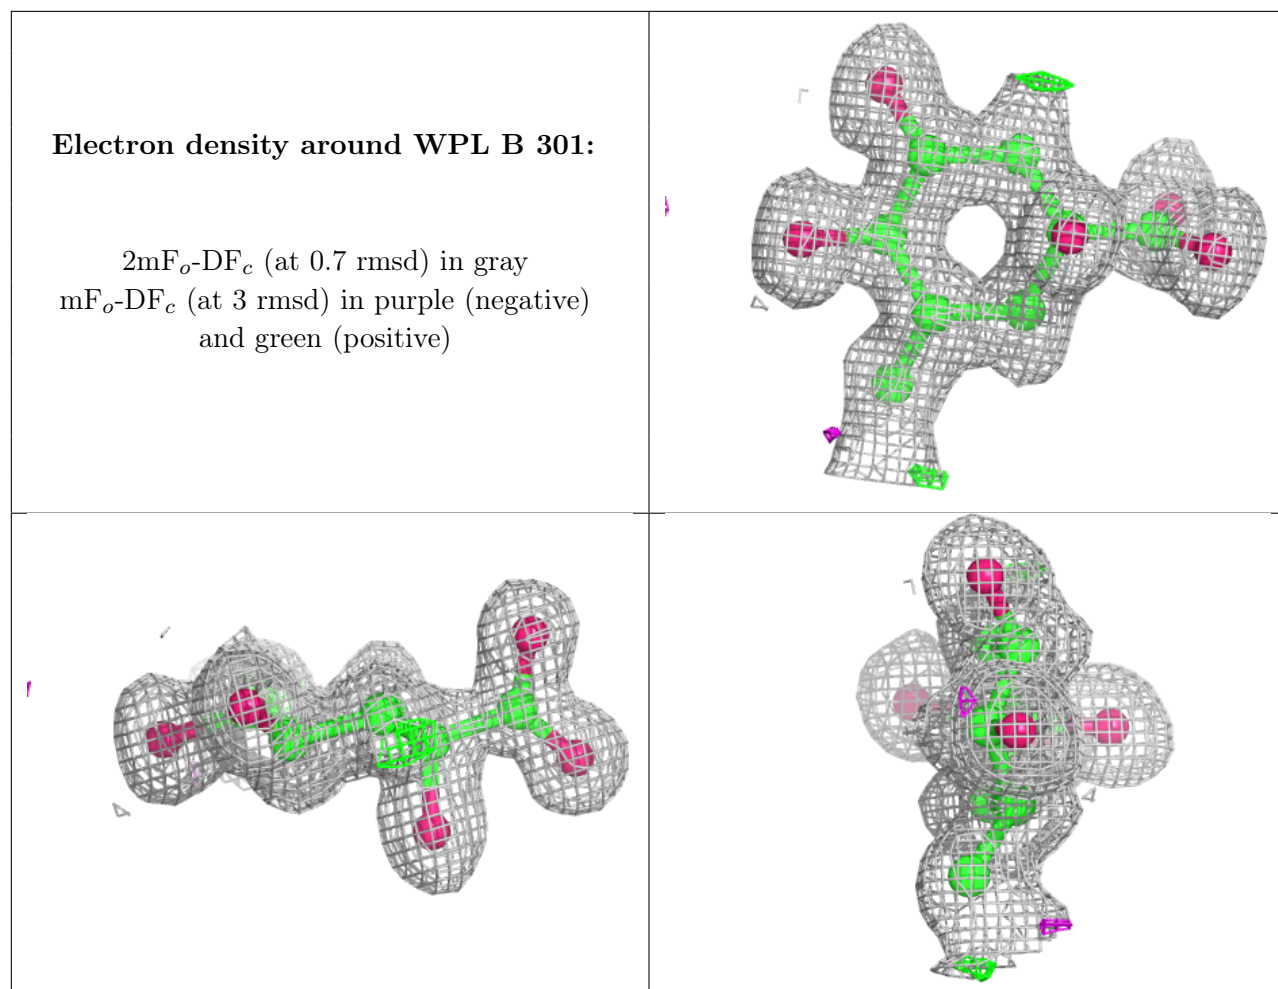 Electron density around WPL B 301:
2mFₒ-DF𝒸 (at 0.7 rmsd) in gray
mFₒ-DF𝒸 (at 3 rmsd) in purple (negative)
and green (positive)